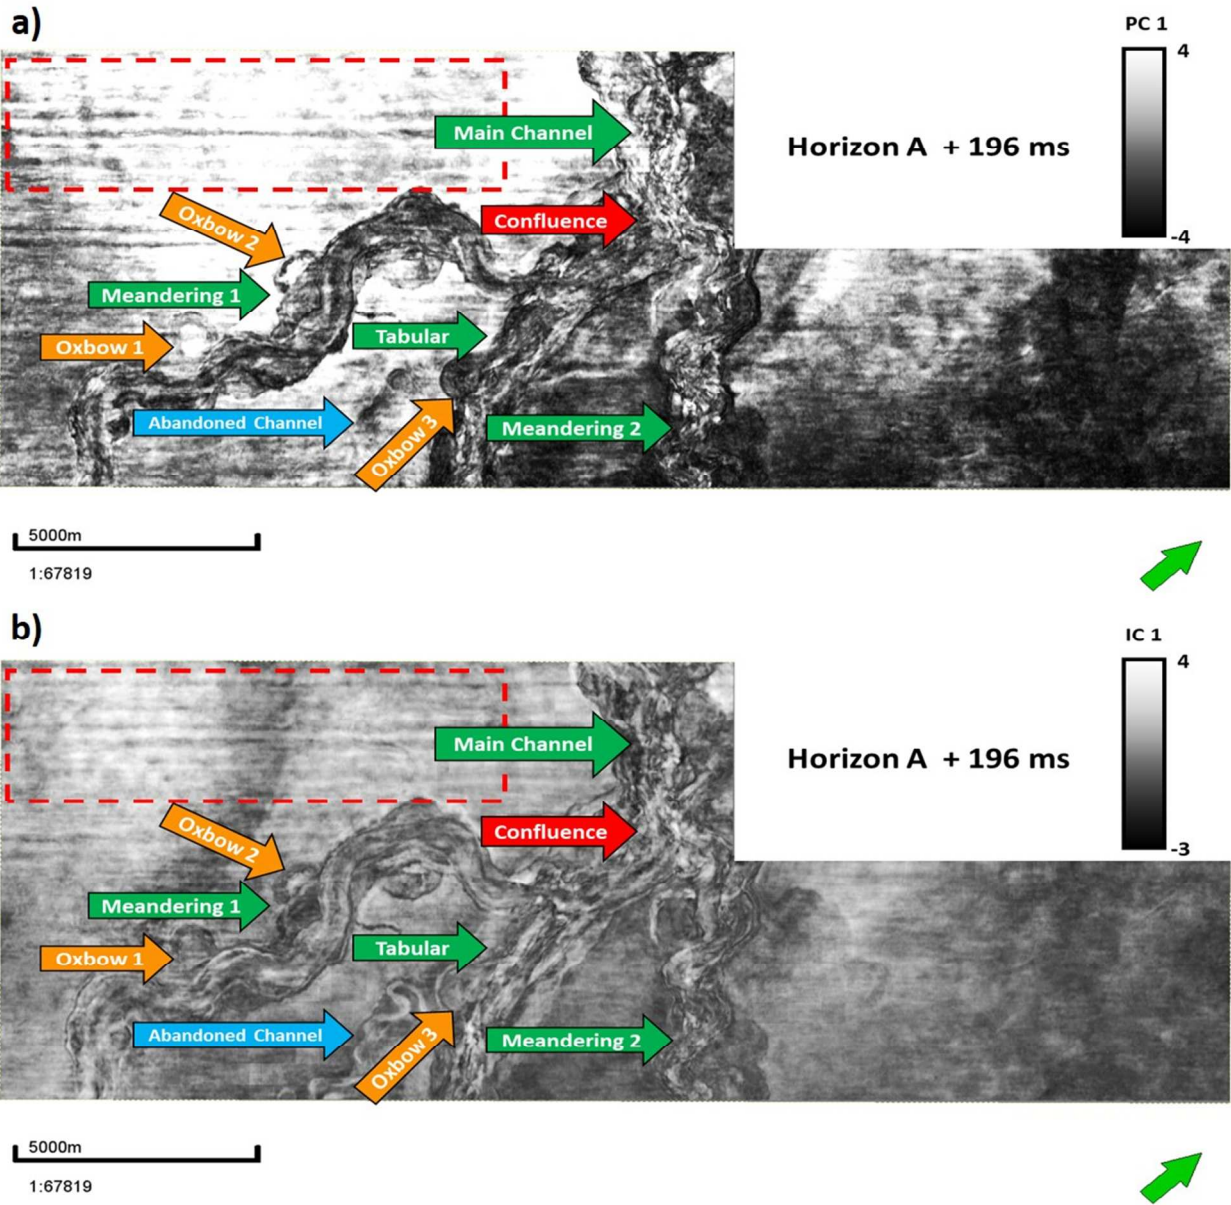 a)
PC 1
4
Main Channel
Horizon A + 196 ms
Oxbow 2
Confluence
-4
Meandering 1
Oxbow 1
Tabular
Abandoned Channel
Oxbow 3
Meandering 2
5000m
1:67819
b)
IC 1
4
Main Channel
Horizon A + 196 ms
Oxbow 2
Confluence
-3
Meandering 1
Oxbow 1
Tabular
Abandoned Channel
Oxbow 3
Meandering 2
5000m
1:67819